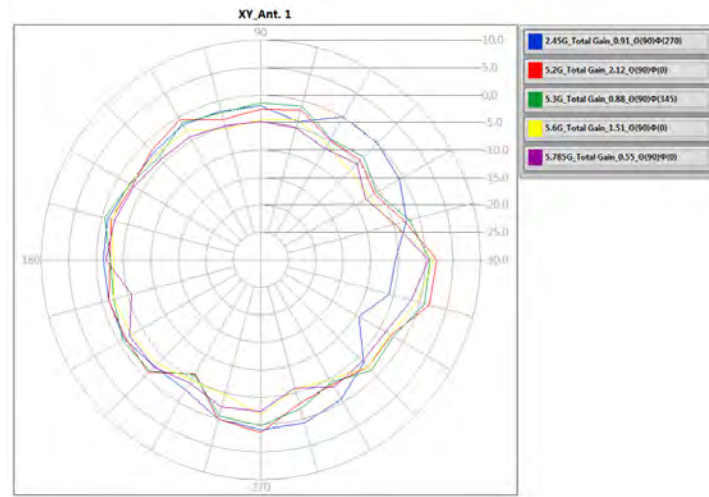 XY_Ant. 1
90
10.0
5.0
0.0
-5.0
-10.0
-15.0
-20.0
-25.0
180
-30.0
270
2.45G_Total Gain_0.91_Θ(90)Φ(270)
5.2G_Total Gain_2.12_Θ(90)Φ(0)
5.3G_Total Gain_0.88_Θ(90)Φ(345)
5.6G_Total Gain_1.51_Θ(90)Φ(0)
5.785G_Total Gain_0.55_Θ(90)Φ(0)